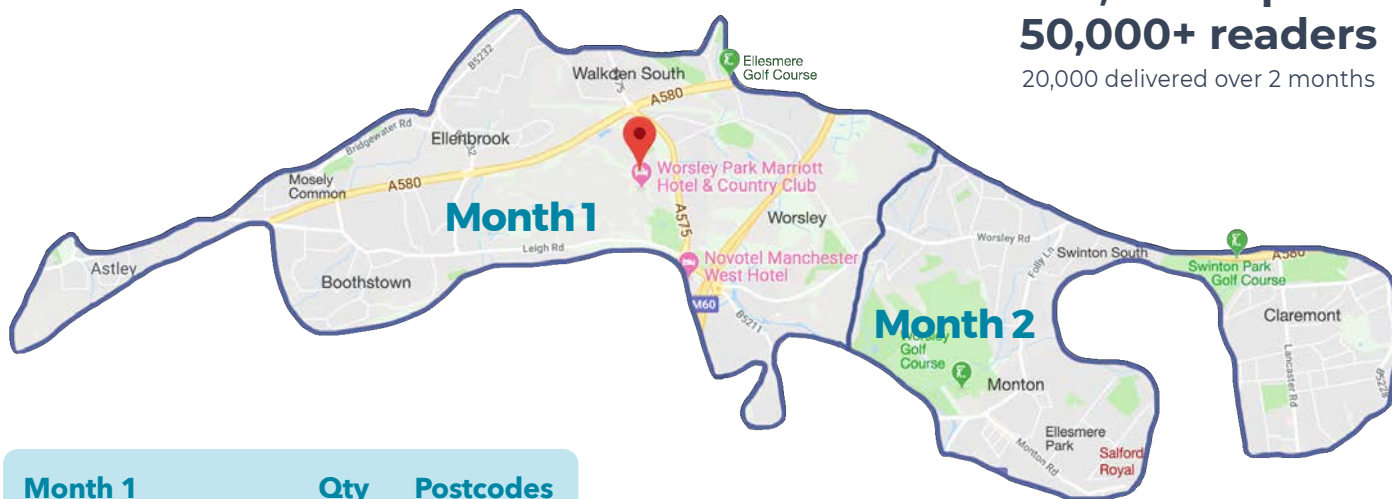 50,000+ readers
20,000 delivered over 2 months
Ellesmere
Golf Course
B5232
Walkden South
A580
Bridgewater Rd
Ellenbrook
Mosely
Common
A580
Worsley Park Marriott
Hotel & Country Club
Month 1
A575
Worsley
Leigh Rd
Astley
Boothstown
Novotel Manchester
West Hotel
M60
B5211
Worsley Rd
Folly Ln
Swinton South
A580
Swinton Park
Golf Course
Claremont
Lancaster Rd
B5228
Month 2
Worsley
Golf
Course
Monton
Ellesmere
Park
Monton Rd
Salford
Royal
Month 1 Qty Postcodes